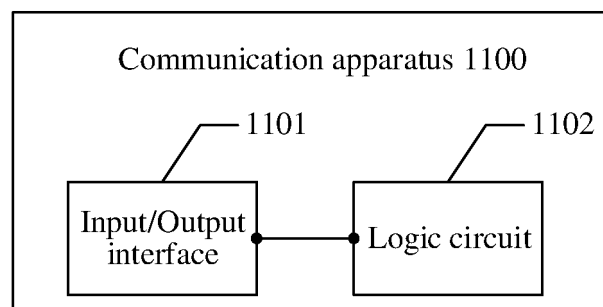 Communication apparatus 1100
1101
1102
Input/Output
interface
Logic circuit